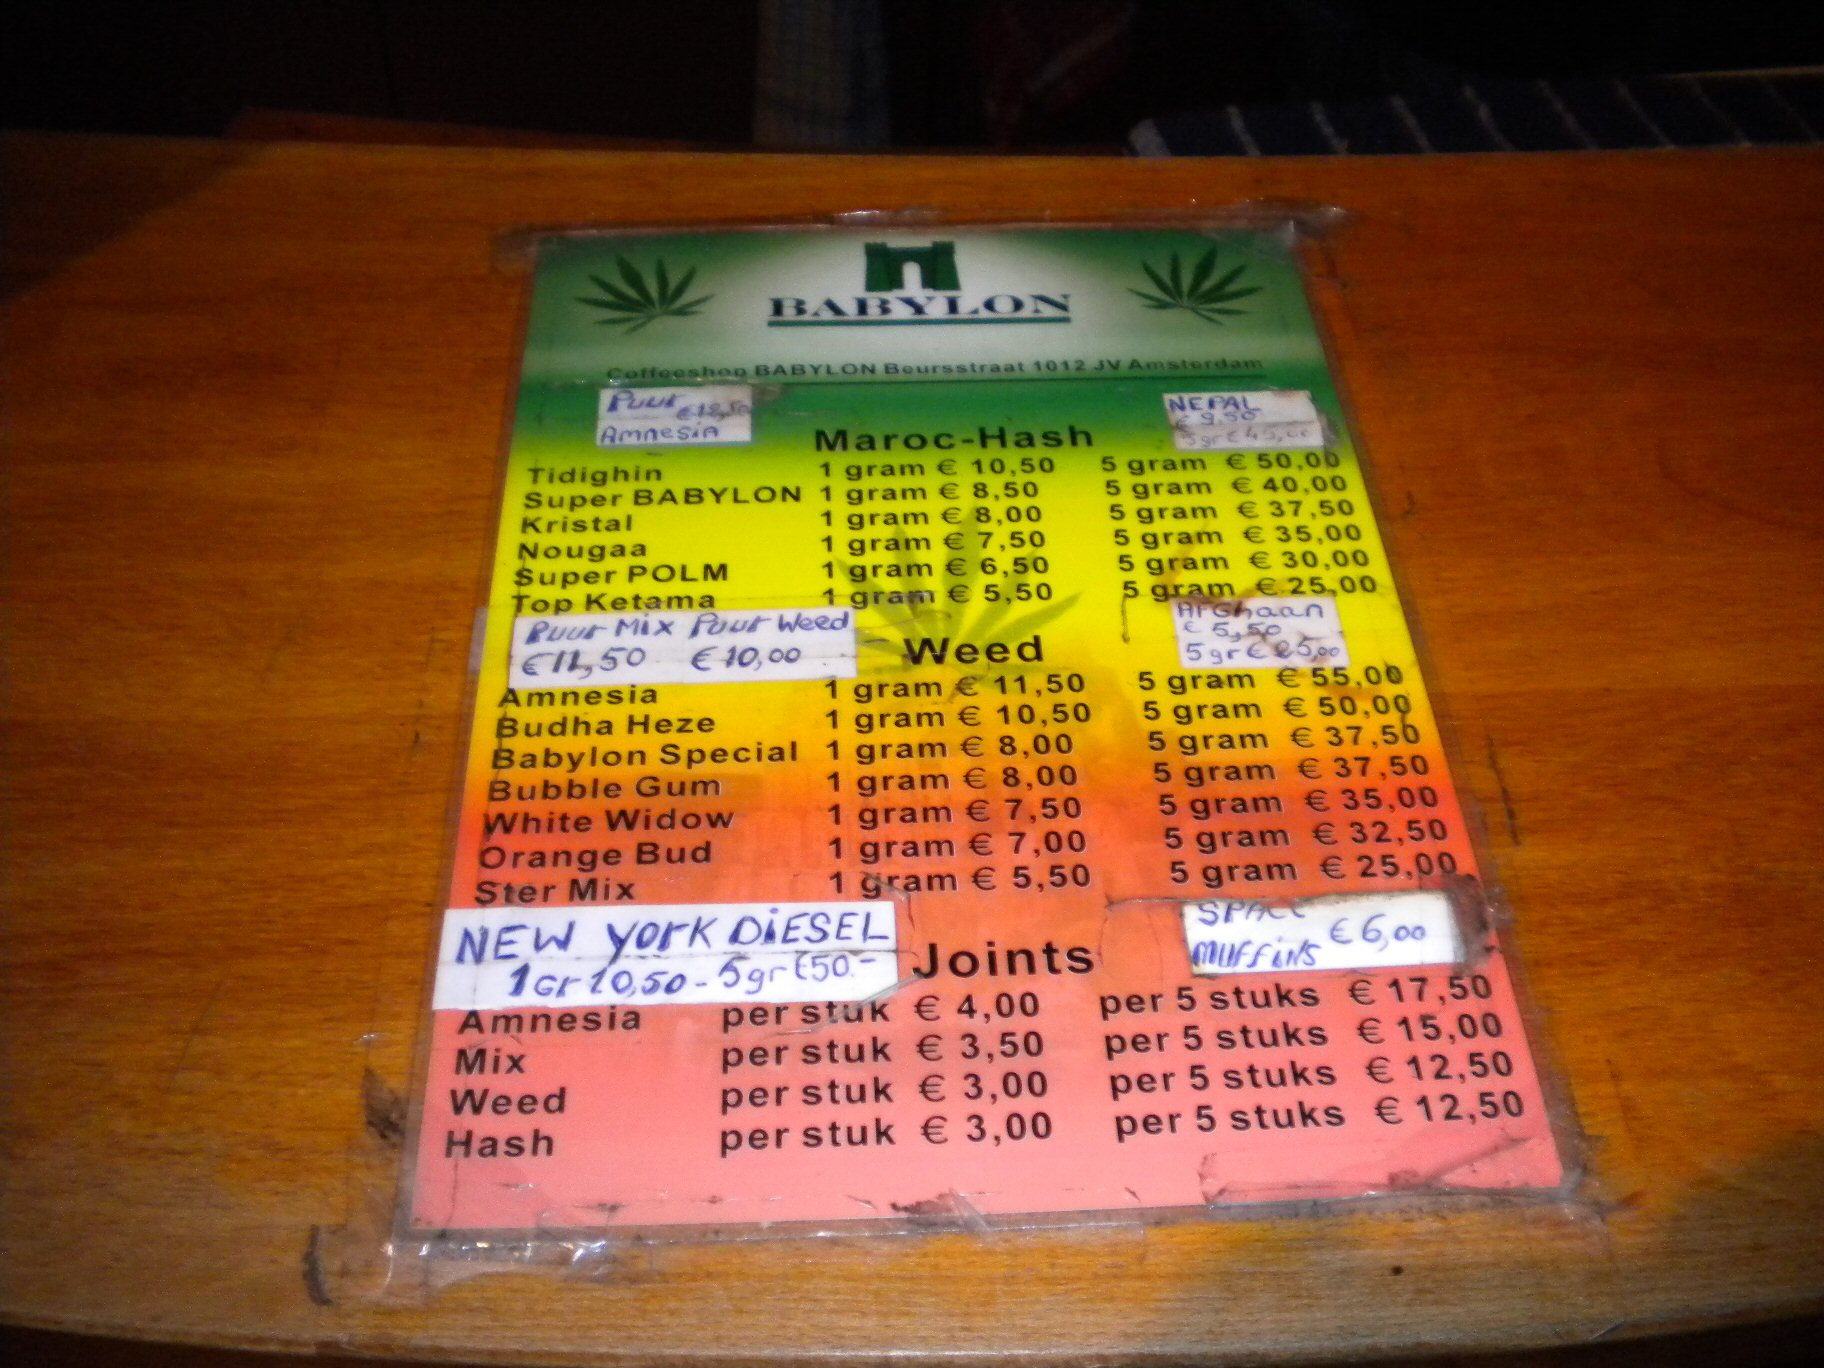 BABYLON
Coffeeshop BABYLON Beursstraat 1012 JV Amsterdam
Puur €12,50
Amnesia
NEPAL
€ 9,50
5gr € 45,00
Maroc-Hash
Tidighin 1 gram € 10,50 5 gram € 50,00
Super BABYLON 1 gram € 8,50 5 gram € 40,00
Kristal 1 gram € 8,00 5 gram € 37,50
Nougaa 1 gram € 7,50 5 gram € 35,00
Super POLM 1 gram € 6,50 5 gram € 30,00
Top Ketama 1 gram € 5,50 5 gram € 25,00
Puur Mix Puur Weed
€11,50 €10,00
Afghaan
€ 5,50
5gr € 25,00
Weed
Amnesia 1 gram € 11,50 5 gram € 55,00
Budha Heze 1 gram € 10,50 5 gram € 50,00
Babylon Special 1 gram € 8,00 5 gram € 37,50
Bubble Gum 1 gram € 8,00 5 gram € 37,50
White Widow 1 gram € 7,50 5 gram € 35,00
Orange Bud 1 gram € 7,00 5 gram € 32,50
Ster Mix 1 gram € 5,50 5 gram € 25,00
NEW YORK DiESEL
1Gr 10,50 - 5gr €50.-
SPACE
MUFFINS €6,00
Joints
Amnesia per stuk € 4,00 per 5 stuks € 17,50
Mix per stuk € 3,50 per 5 stuks € 15,00
Weed per stuk € 3,00 per 5 stuks € 12,50
Hash per stuk € 3,00 per 5 stuks € 12,50